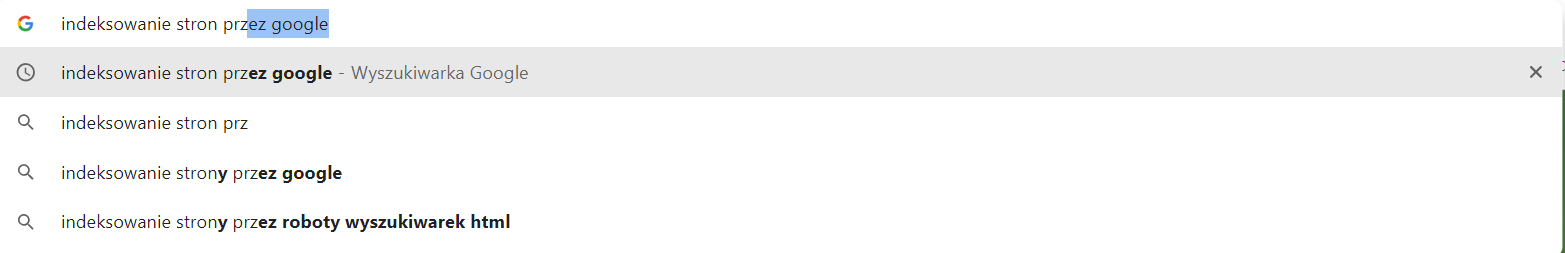 indeksowanie stron przez google
indeksowanie stron przez google - Wyszukiwarka Google
indeksowanie stron prz
indeksowanie strony przez google
indeksowanie strony przez roboty wyszukiwarek html